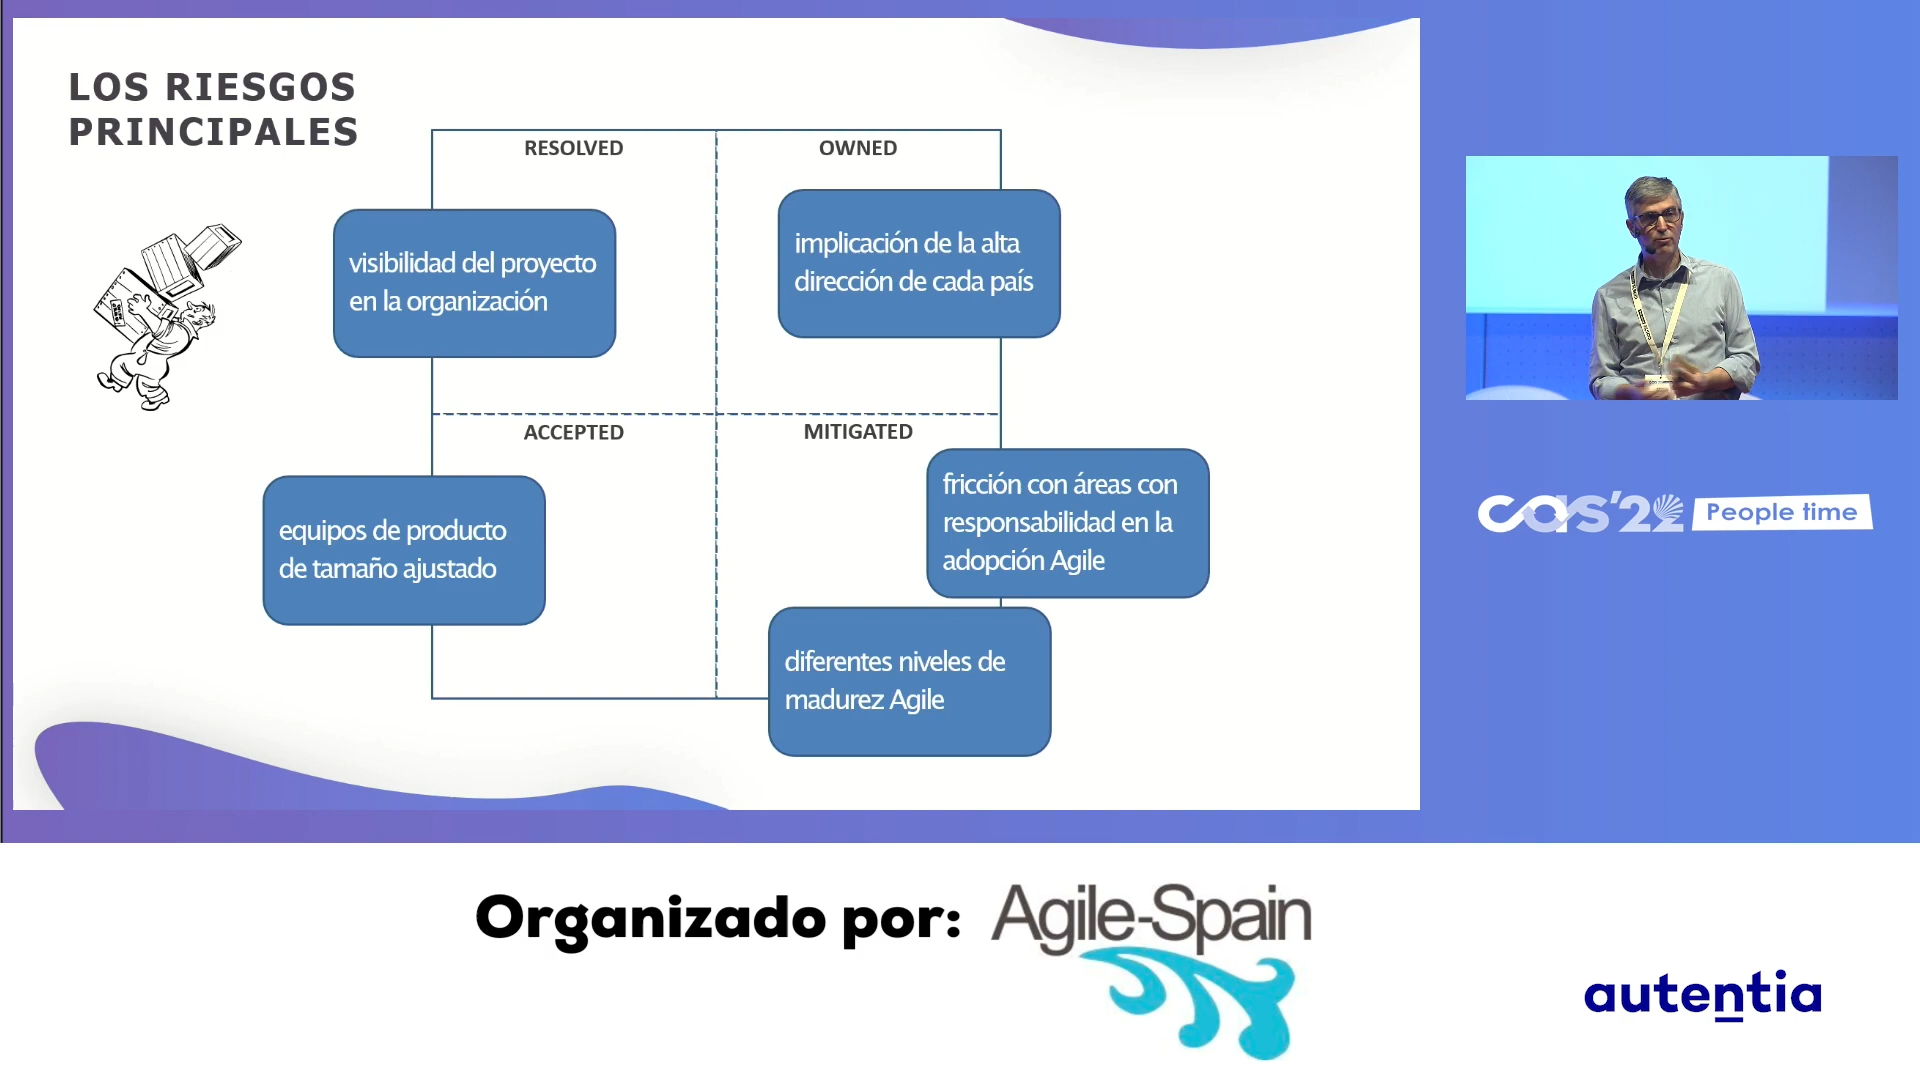 LOS RIESGOS
PRINCIPALES
RESOLVED
OWNED
visibilidad del proyecto
en la organización
implicación de la alta
dirección de cada país
ACCEPTED
MITIGATED
equipos de producto
de tamaño ajustado
fricción con áreas con
responsabilidad en la
adopción Agile
diferentes niveles de
madurez Agile
cas'22 People time
Organizado por: Agile-Spain
autentia